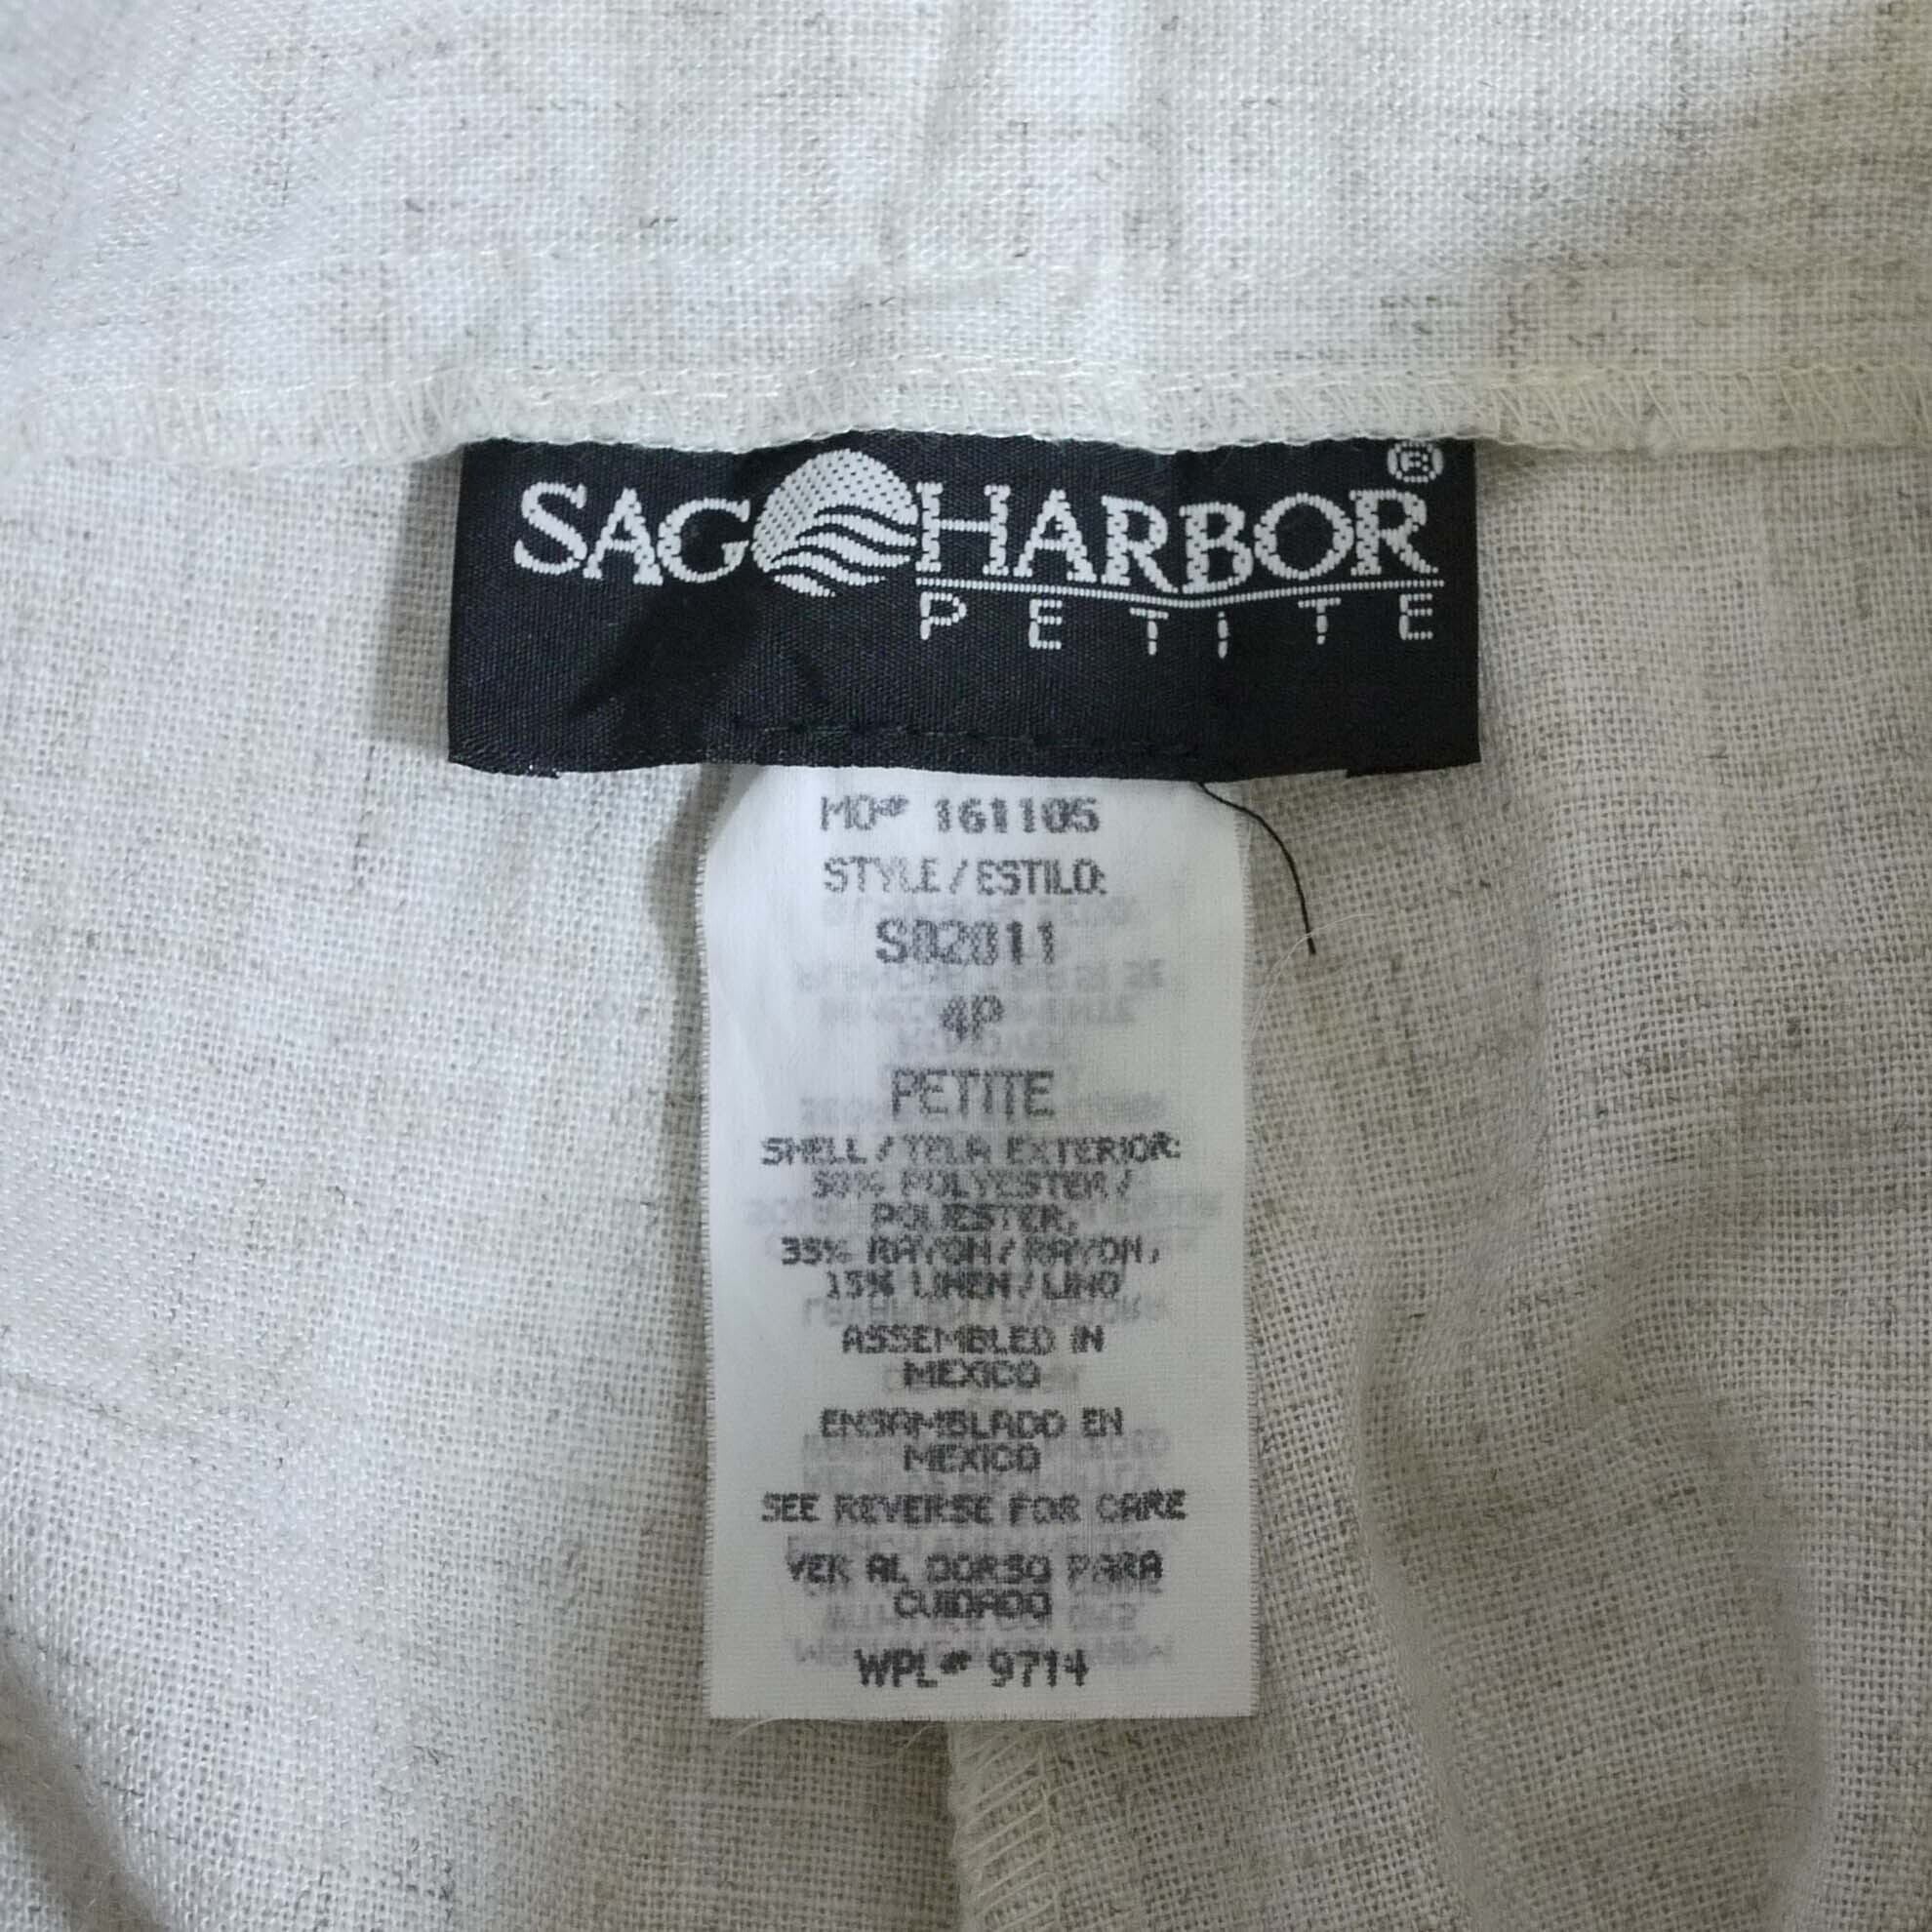 SAG HARBOR®
PETITE
MO# 161105
STYLE/ESTILO:
S02011
4P
PETITE
SHELL/TELA EXTERIOR:
50% POLYESTER/
POLIESTER,
35% RAYON/RAYON,
15% LINEN/LINO
ASSEMBLED IN
MEXICO
ENSAMBLADO EN
MEXICO
SEE REVERSE FOR CARE
VER AL DORSO PARA
CUIDADO
WPL# 9714